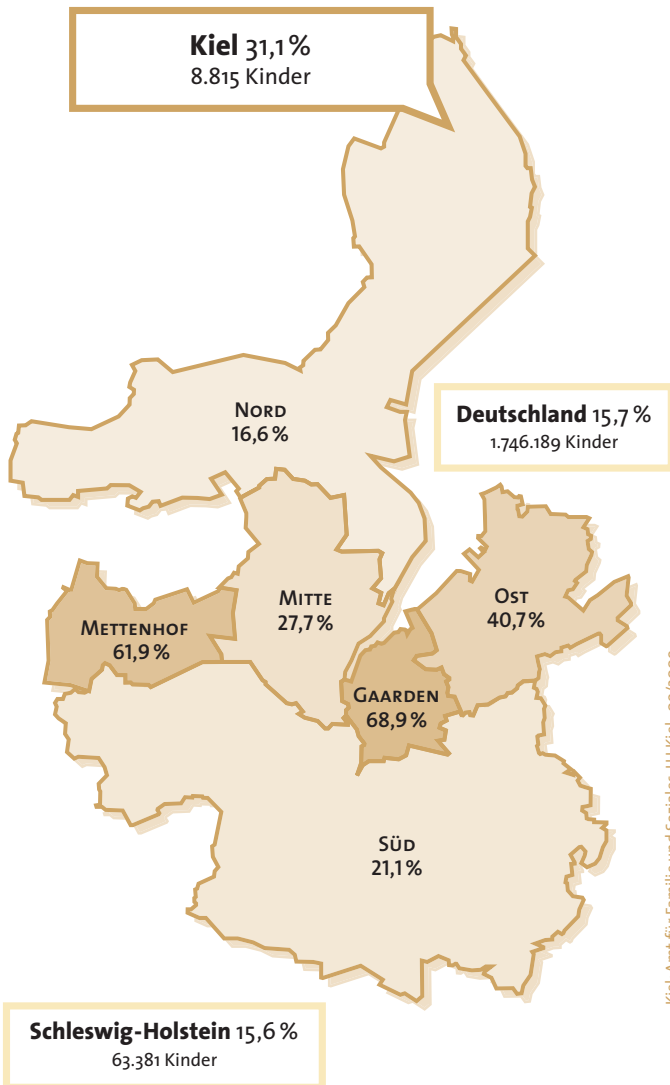 Kiel 31,1 %
8.815 Kinder
Nord
16,6 %
Deutschland 15,7 %
1.746.189 Kinder
Mitte
27,7 %
Ost
40,7 %
Mettenhof
61,9 %
Gaarden
68,9 %
Süd
21,1 %
Schleswig-Holstein 15,6 %
63.381 Kinder